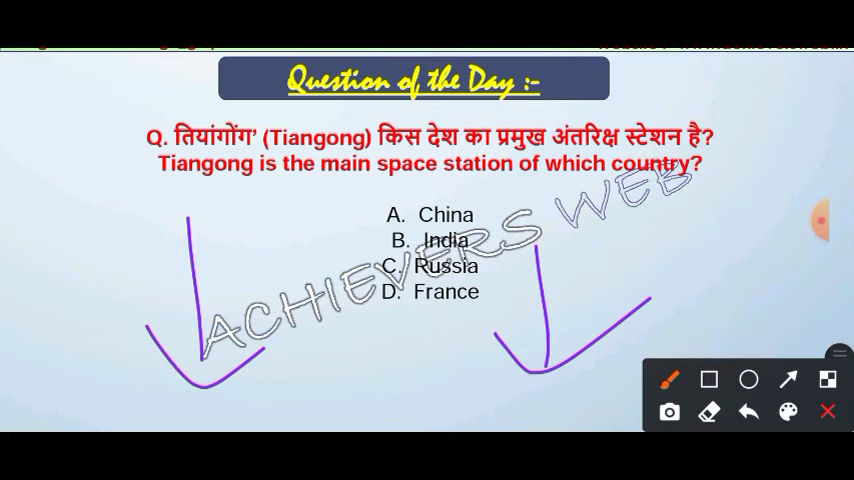 Question of the Day :-
Q. तियांगोंग' (Tiangong) किस देश का प्रमुख अंतरिक्ष स्टेशन है?
Tiangong is the main space station of which country?
A. China
B. India
C. Russia
D. France
ACHIEVERS WEB